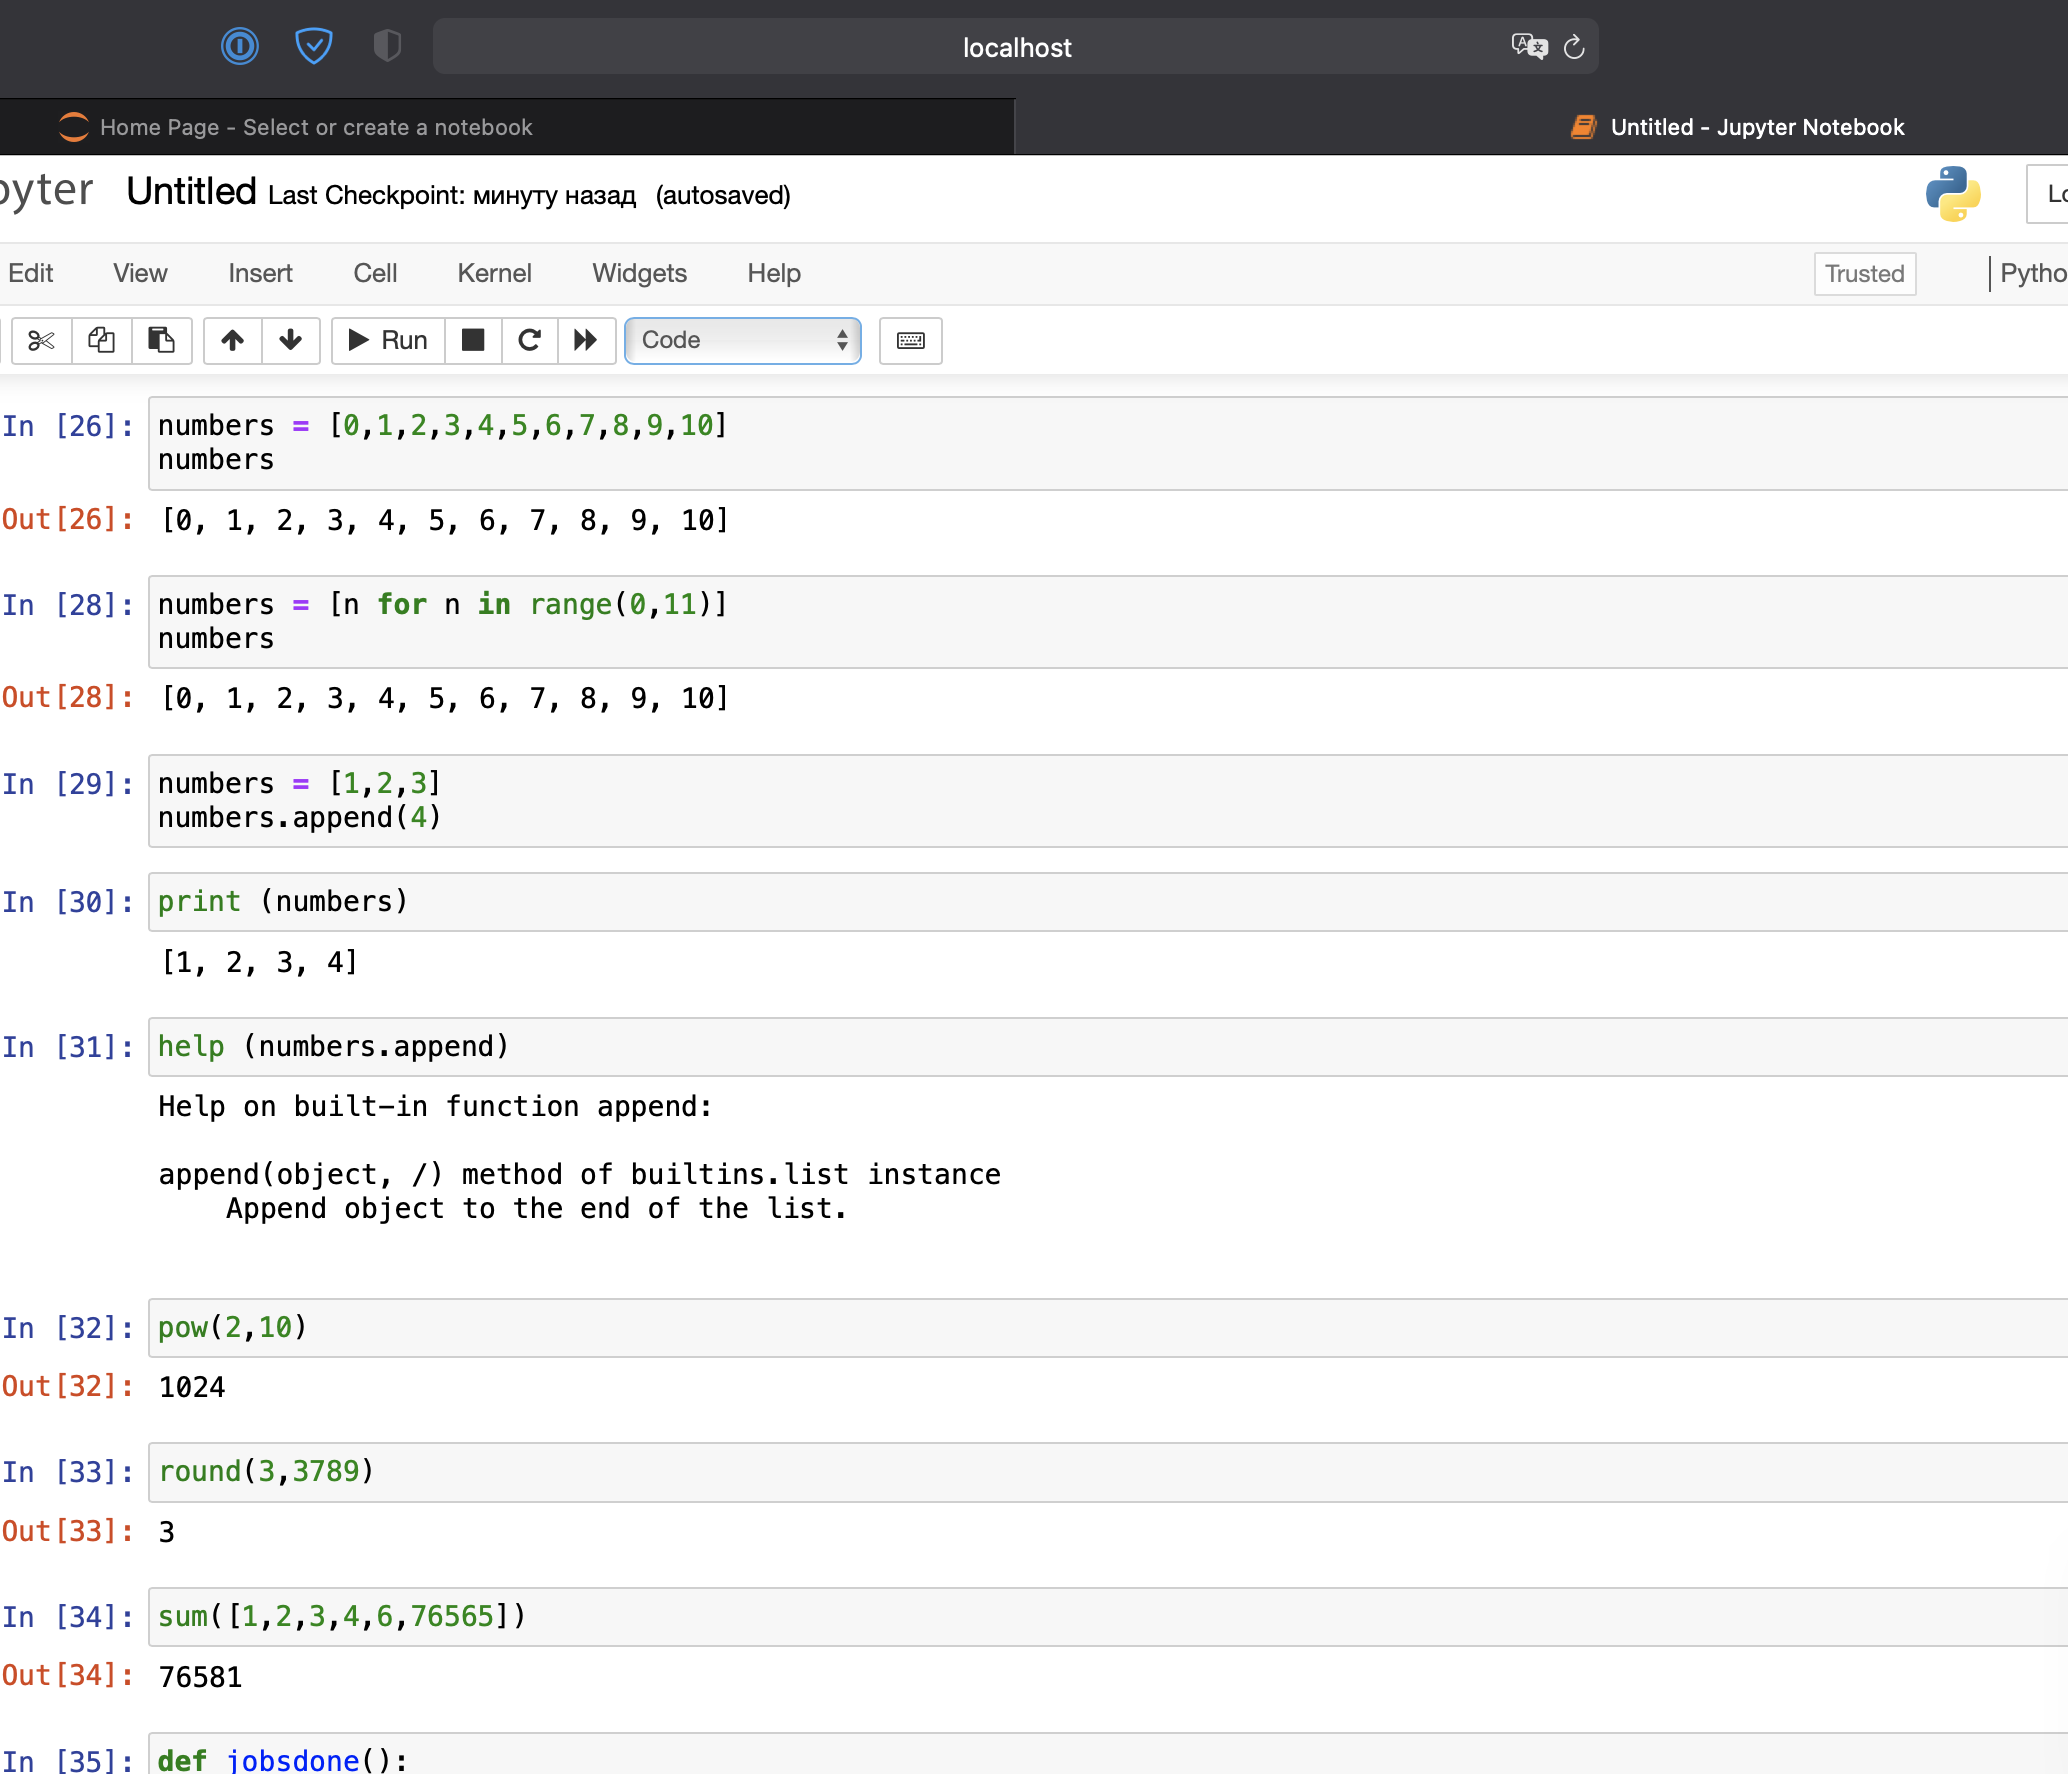 localhost
Home Page - Select or create a notebook
Untitled - Jupyter Notebook
pyter Untitled Last Checkpoint: минуту назад (autosaved)
Edit View Insert Cell Kernel Widgets Help Trusted Pytho
Run Code
In [26]: numbers = [0,1,2,3,4,5,6,7,8,9,10]
numbers
Out[26]: [0, 1, 2, 3, 4, 5, 6, 7, 8, 9, 10]
In [28]: numbers = [n for n in range(0,11)]
numbers
Out[28]: [0, 1, 2, 3, 4, 5, 6, 7, 8, 9, 10]
In [29]: numbers = [1,2,3]
numbers.append(4)
In [30]: print (numbers)
[1, 2, 3, 4]
In [31]: help (numbers.append)
Help on built-in function append:
append(object, /) method of builtins.list instance
Append object to the end of the list.
In [32]: pow(2,10)
Out[32]: 1024
In [33]: round(3,3789)
Out[33]: 3
In [34]: sum([1,2,3,4,6,76565])
Out[34]: 76581
In [35]: def jobsdone():